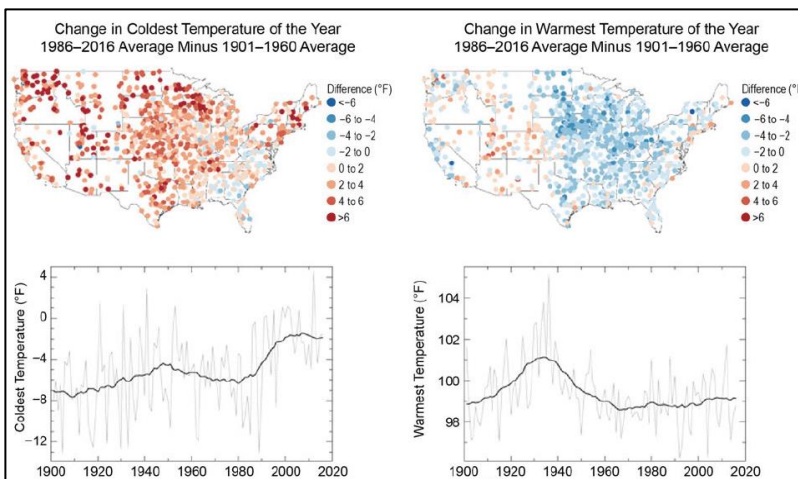 Change in Coldest Temperature of the Year
1986–2016 Average Minus 1901–1960 Average
Difference (°F)
<-6
-6 to -4
-4 to -2
-2 to 0
0 to 2
2 to 4
4 to 6
>6
Change in Warmest Temperature of the Year
1986–2016 Average Minus 1901–1960 Average
Difference (°F)
<-6
-6 to -4
-4 to -2
-2 to 0
0 to 2
2 to 4
4 to 6
>6
Coldest Temperature (°F)
4
0
-4
-8
-12
1900 1920 1940 1960 1980 2000 2020
Warmest Temperature (°F)
104
102
100
98
1900 1920 1940 1960 1980 2000 2020